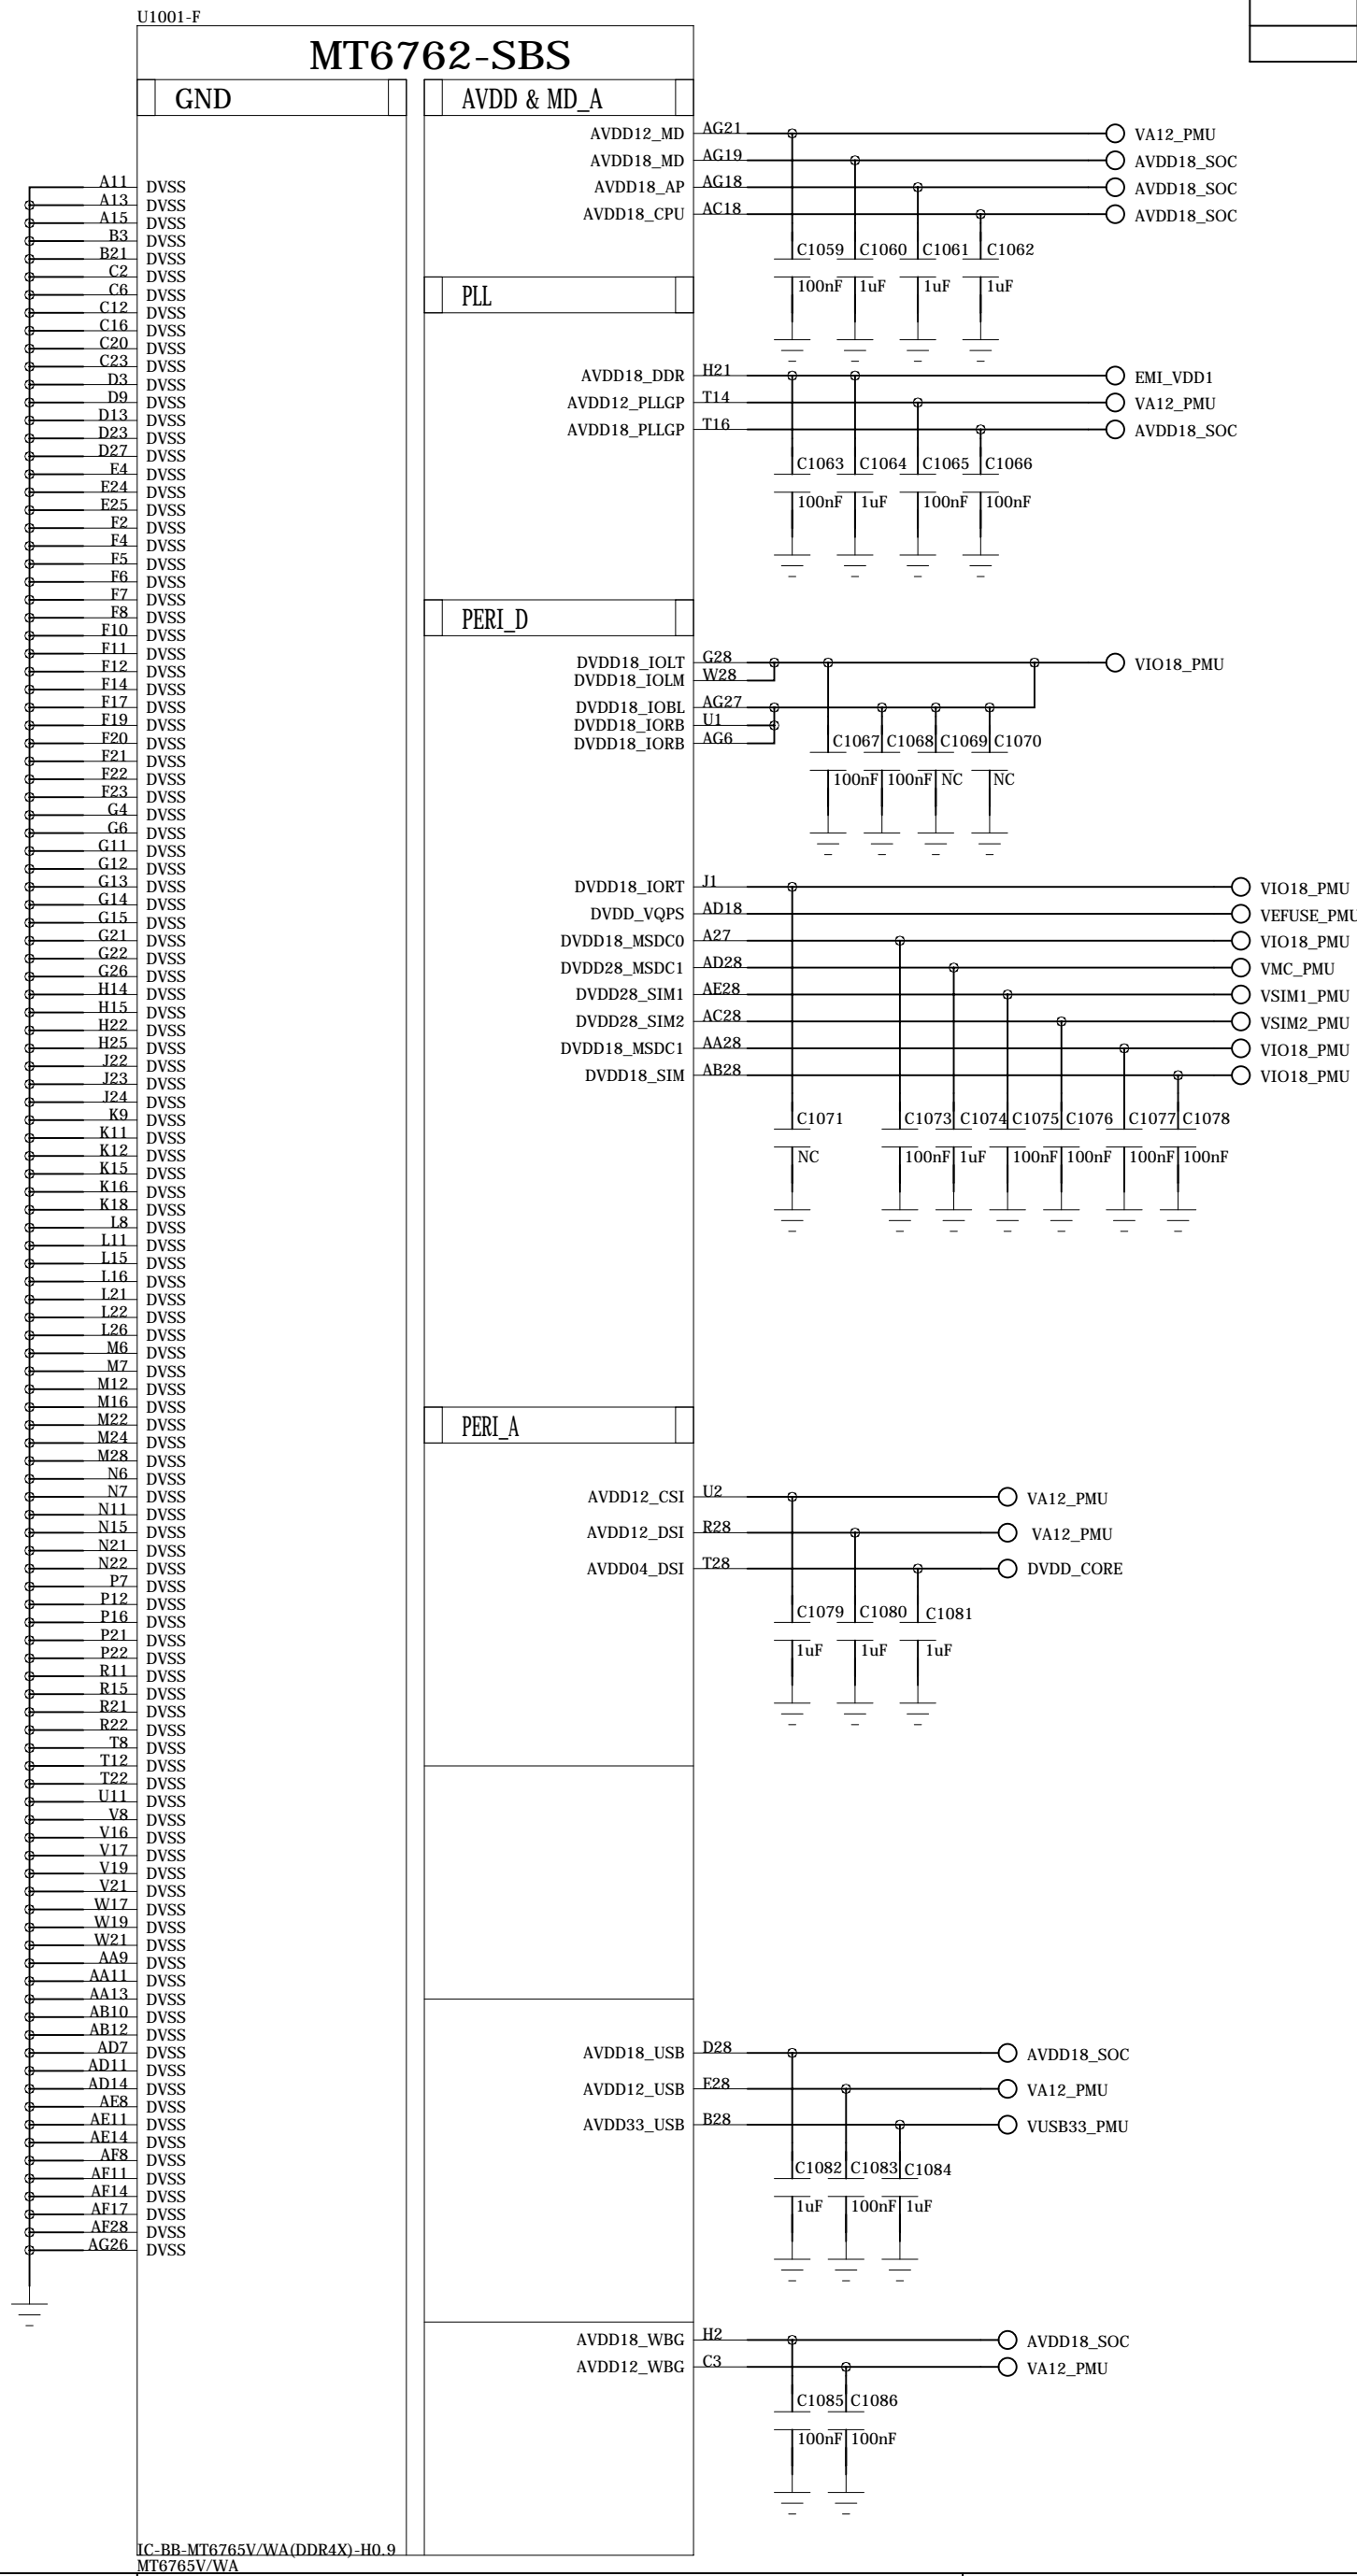 U1001-F
MT6762-SBS
GND
A11 DVSS
A13 DVSS
A15 DVSS
B3 DVSS
B21 DVSS
C2 DVSS
C6 DVSS
C12 DVSS
C16 DVSS
C20 DVSS
C23 DVSS
D3 DVSS
D9 DVSS
D13 DVSS
D23 DVSS
D27 DVSS
E4 DVSS
E24 DVSS
E25 DVSS
F2 DVSS
F4 DVSS
F5 DVSS
F6 DVSS
F7 DVSS
F8 DVSS
F10 DVSS
F11 DVSS
F12 DVSS
F14 DVSS
F17 DVSS
F19 DVSS
F20 DVSS
F21 DVSS
F22 DVSS
F23 DVSS
G4 DVSS
G6 DVSS
G11 DVSS
G12 DVSS
G13 DVSS
G14 DVSS
G15 DVSS
G21 DVSS
G22 DVSS
G26 DVSS
H14 DVSS
H15 DVSS
H22 DVSS
H25 DVSS
J22 DVSS
J23 DVSS
J24 DVSS
K9 DVSS
K11 DVSS
K12 DVSS
K15 DVSS
K16 DVSS
K18 DVSS
L8 DVSS
L11 DVSS
L15 DVSS
L16 DVSS
L21 DVSS
L22 DVSS
L26 DVSS
M6 DVSS
M7 DVSS
M12 DVSS
M16 DVSS
M22 DVSS
M24 DVSS
M28 DVSS
N6 DVSS
N7 DVSS
N11 DVSS
N15 DVSS
N21 DVSS
N22 DVSS
P7 DVSS
P12 DVSS
P16 DVSS
P21 DVSS
P22 DVSS
R11 DVSS
R15 DVSS
R21 DVSS
R22 DVSS
T8 DVSS
T12 DVSS
T22 DVSS
U11 DVSS
V8 DVSS
V16 DVSS
V17 DVSS
V19 DVSS
V21 DVSS
W17 DVSS
W19 DVSS
W21 DVSS
AA9 DVSS
AA11 DVSS
AA13 DVSS
AB10 DVSS
AB12 DVSS
AD7 DVSS
AD11 DVSS
AD14 DVSS
AE8 DVSS
AE11 DVSS
AE14 DVSS
AF8 DVSS
AF11 DVSS
AF14 DVSS
AF17 DVSS
AF28 DVSS
AG26 DVSS
AVDD & MD_A
AVDD12_MD AG21 VA12_PMU
AVDD18_MD AG19 AVDD18_SOC
AVDD18_AP AG18 AVDD18_SOC
AVDD18_CPU AC18 AVDD18_SOC
C1059 C1060 C1061 C1062
100nF 1uF 1uF 1uF
PLL
AVDD18_DDR H21 EMI_VDD1
AVDD12_PLLGP T14 VA12_PMU
AVDD18_PLLGP T16 AVDD18_SOC
C1063 C1064 C1065 C1066
100nF 1uF 100nF 100nF
PERI_D
DVDD18_IOLT G28 VIO18_PMU
DVDD18_IOLM W28
DVDD18_IOBL AG27
DVDD18_IORB U1
DVDD18_IORB AG6
C1067 C1068 C1069 C1070
100nF 100nF NC NC
DVDD18_IORT J1 VIO18_PMU
DVDD_VQPS AD18 VEFUSE_PMU
DVDD18_MSDC0 A27 VIO18_PMU
DVDD28_MSDC1 AD28 VMC_PMU
DVDD28_SIM1 AE28 VSIM1_PMU
DVDD28_SIM2 AC28 VSIM2_PMU
DVDD18_MSDC1 AA28 VIO18_PMU
DVDD18_SIM AB28 VIO18_PMU
C1071 C1073 C1074 C1075 C1076 C1077 C1078
NC 100nF 1uF 100nF 100nF 100nF 100nF
PERI_A
AVDD12_CSI U2 VA12_PMU
AVDD12_DSI R28 VA12_PMU
AVDD04_DSI T28 DVDD_CORE
C1079 C1080 C1081
1uF 1uF 1uF
AVDD18_USB D28 AVDD18_SOC
AVDD12_USB E28 VA12_PMU
AVDD33_USB B28 VUSB33_PMU
C1082 C1083 C1084
1uF 100nF 1uF
AVDD18_WBG H2 AVDD18_SOC
AVDD12_WBG C3 VA12_PMU
C1085 C1086
100nF 100nF
IC-BB-MT6765V/WA(DDR4X)-H0.9
MT6765V/WA